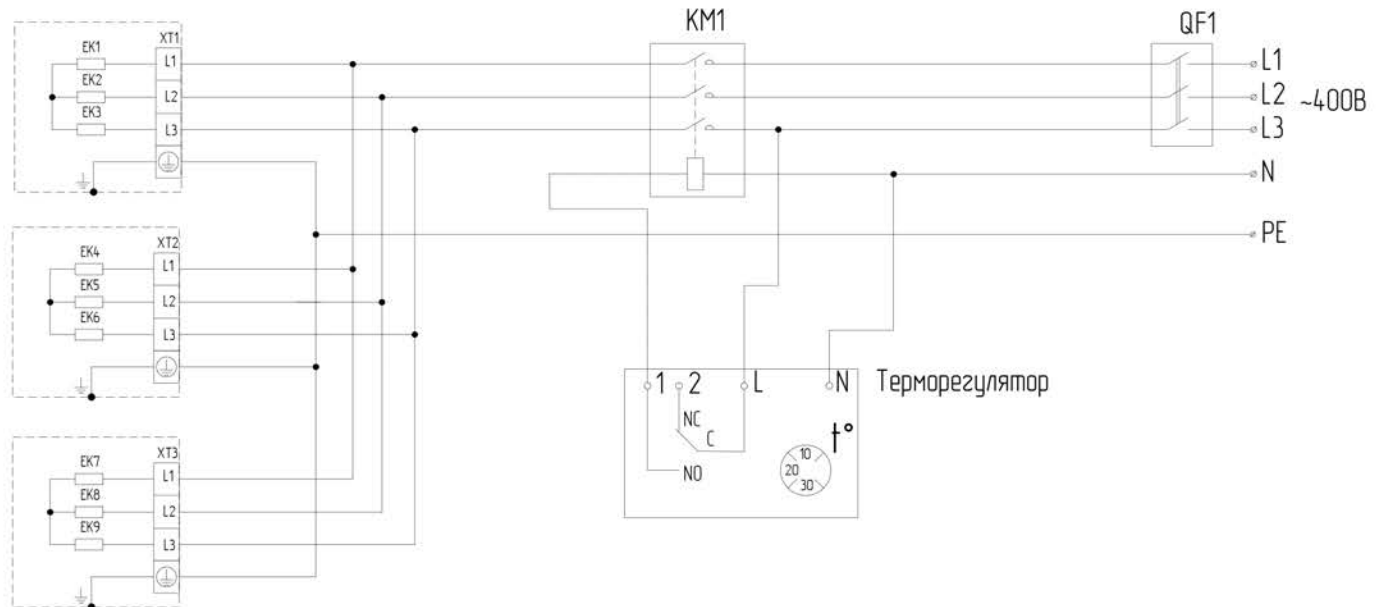 KM1
QF1
XT1
EK1
L1
EK2
L2
EK3
L3
L1
L2 ~400В
L3
N
PE
XT2
EK4
L1
EK5
L2
EK6
L3
1 2 L N Терморегулятор
NC
C
NO
t°
10
20
30
XT3
EK7
L1
EK8
L2
EK9
L3